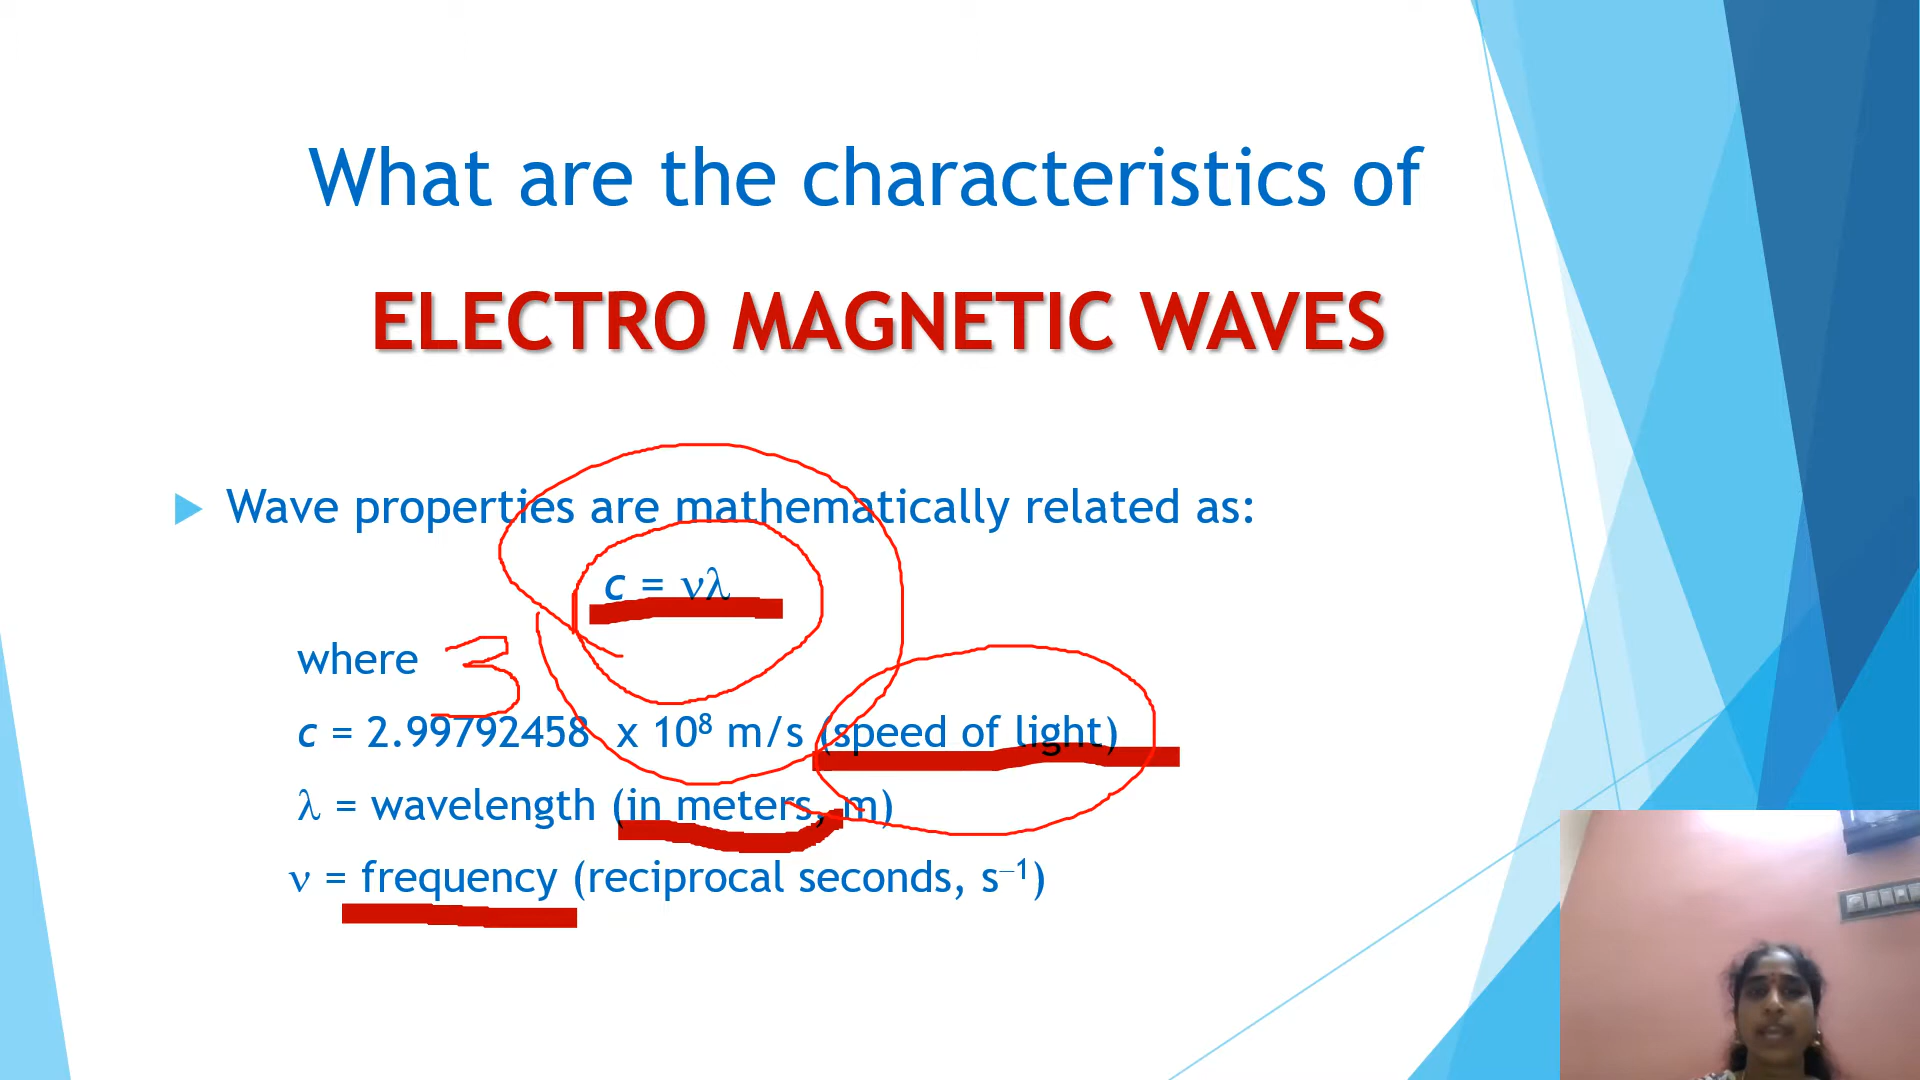 What are the characteristics of
ELECTRO MAGNETIC WAVES
Wave properties are mathematically related as:
c = νλ
where 3
c = 2.99792458 x 10⁸ m/s (speed of light)
λ = wavelength (in meters, m)
ν = frequency (reciprocal seconds, s⁻¹)